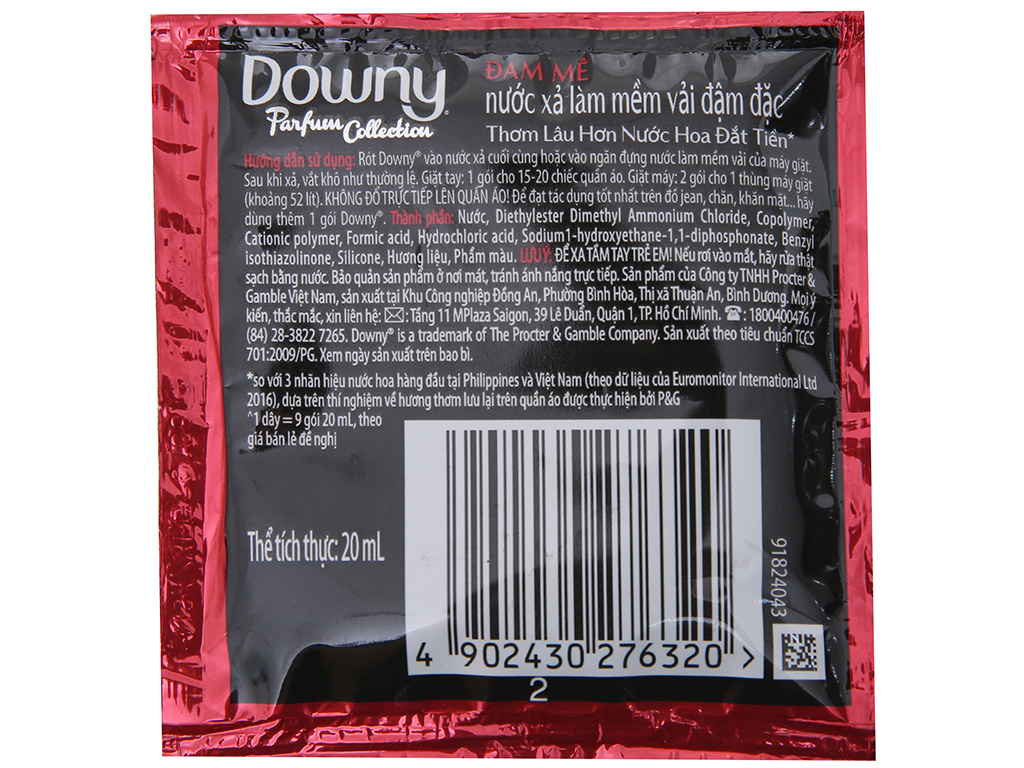 Downy®
Parfum Collection
ĐAM MÊ
nước xả làm mềm vải đậm đặc
Thơm Lâu Hơn Nước Hoa Đắt Tiền*
Hướng dẫn sử dụng: Rót Downy® vào nước xả cuối cùng hoặc vào ngăn đựng nước làm mềm vải của máy giặt.
Sau khi xả, vắt khô như thường lệ. Giặt tay: 1 gói cho 15-20 chiếc quần áo. Giặt máy: 2 gói cho 1 thùng máy giặt
(khoảng 52 lít). KHÔNG ĐỔ TRỰC TIẾP LÊN QUẦN ÁO! Để đạt tác dụng tốt nhất trên đồ jean, chăn, khăn mặt... hãy
dùng thêm 1 gói Downy®. Thành phần: Nước, Diethylester Dimethyl Ammonium Chloride, Copolymer,
Cationic polymer, Formic acid, Hydrochloric acid, Sodium1-hydroxyethane-1,1-diphosphonate, Benzyl
isothiazolinone, Silicone, Hương liệu, Phẩm màu. LƯU Ý: ĐỂ XA TẦM TAY TRẺ EM! Nếu rơi vào mắt, hãy rửa thật
sạch bằng nước. Bảo quản sản phẩm ở nơi mát, tránh ánh nắng trực tiếp. Sản phẩm của Công ty TNHH Procter &
Gamble Việt Nam, sản xuất tại Khu Công nghiệp Đồng An, Phường Bình Hòa, Thị xã Thuận An, Bình Dương. Mọi ý
kiến, thắc mắc, xin liên hệ: ✉: Tầng 11 MPlaza Saigon, 39 Lê Duẩn, Quận 1, TP. Hồ Chí Minh. ☎: 1800400476 /
(84) 28-3822 7265. Downy® is a trademark of The Procter & Gamble Company. Sản xuất theo tiêu chuẩn TCCS
701:2009/PG. Xem ngày sản xuất trên bao bì.
*so với 3 nhãn hiệu nước hoa hàng đầu tại Philippines và Việt Nam (theo dữ liệu của Euromonitor International Ltd
2016), dựa trên thí nghiệm về hương thơm lưu lại trên quần áo được thực hiện bởi P&G
^1 dây = 9 gói 20 mL, theo
giá bán lẻ đề nghị
Thể tích thực: 20 mL
91824043
4 902430 276320 >
2